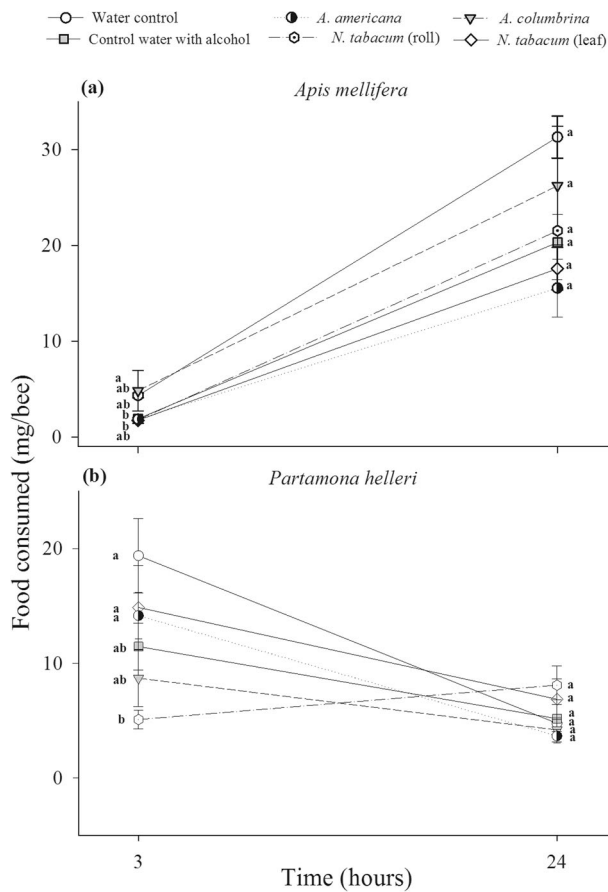 Water control
A. americana
A. columbrina
Control water with alcohol
N. tabacum (roll)
N. tabacum (leaf)
(a)
Apis mellifera
30
20
10
0
a
a
a
a
a
a
a
ab
ab
b
b
ab
Food consumed (mg/bee)
(b)
Partamona helleri
20
10
0
a
a
a
ab
ab
b
a
a
a
a
a
a
3
24
Time (hours)